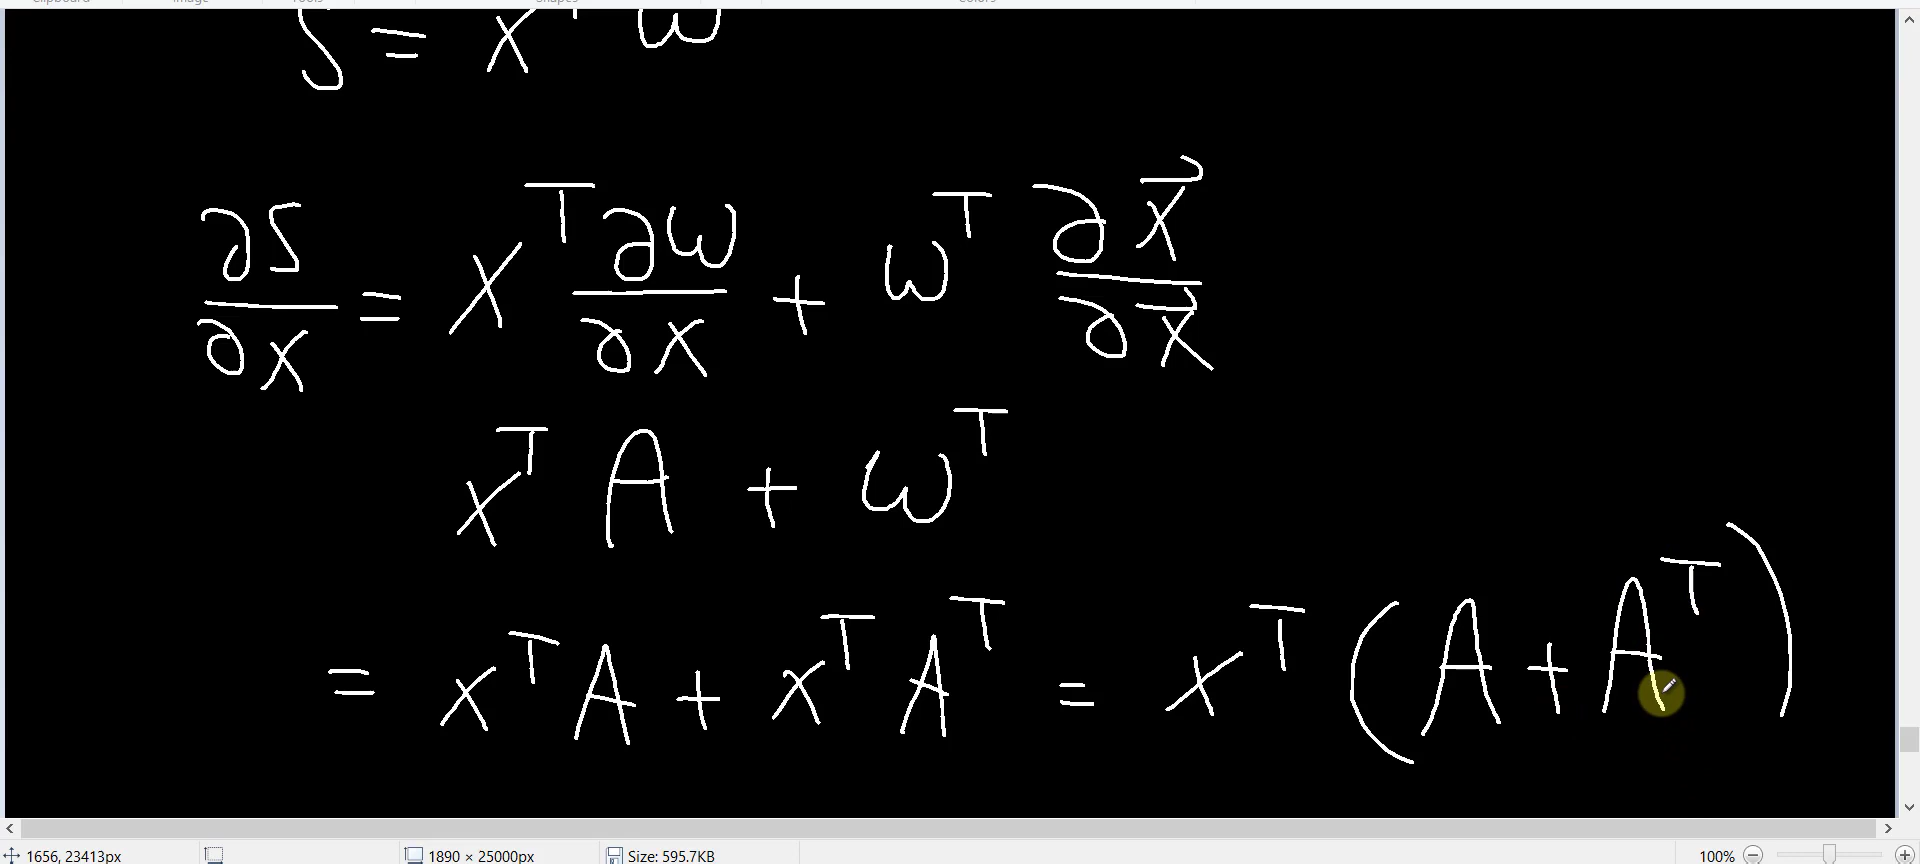 S = x^T ω
∂S/∂x = x^T ∂ω/∂x + ω^T ∂x⃗/∂x⃗
x^T A + ω^T
= x^T A + x^T A^T = x^T (A + A^T)
1656, 23413px 1890 × 25000px Size: 595.7KB 100%